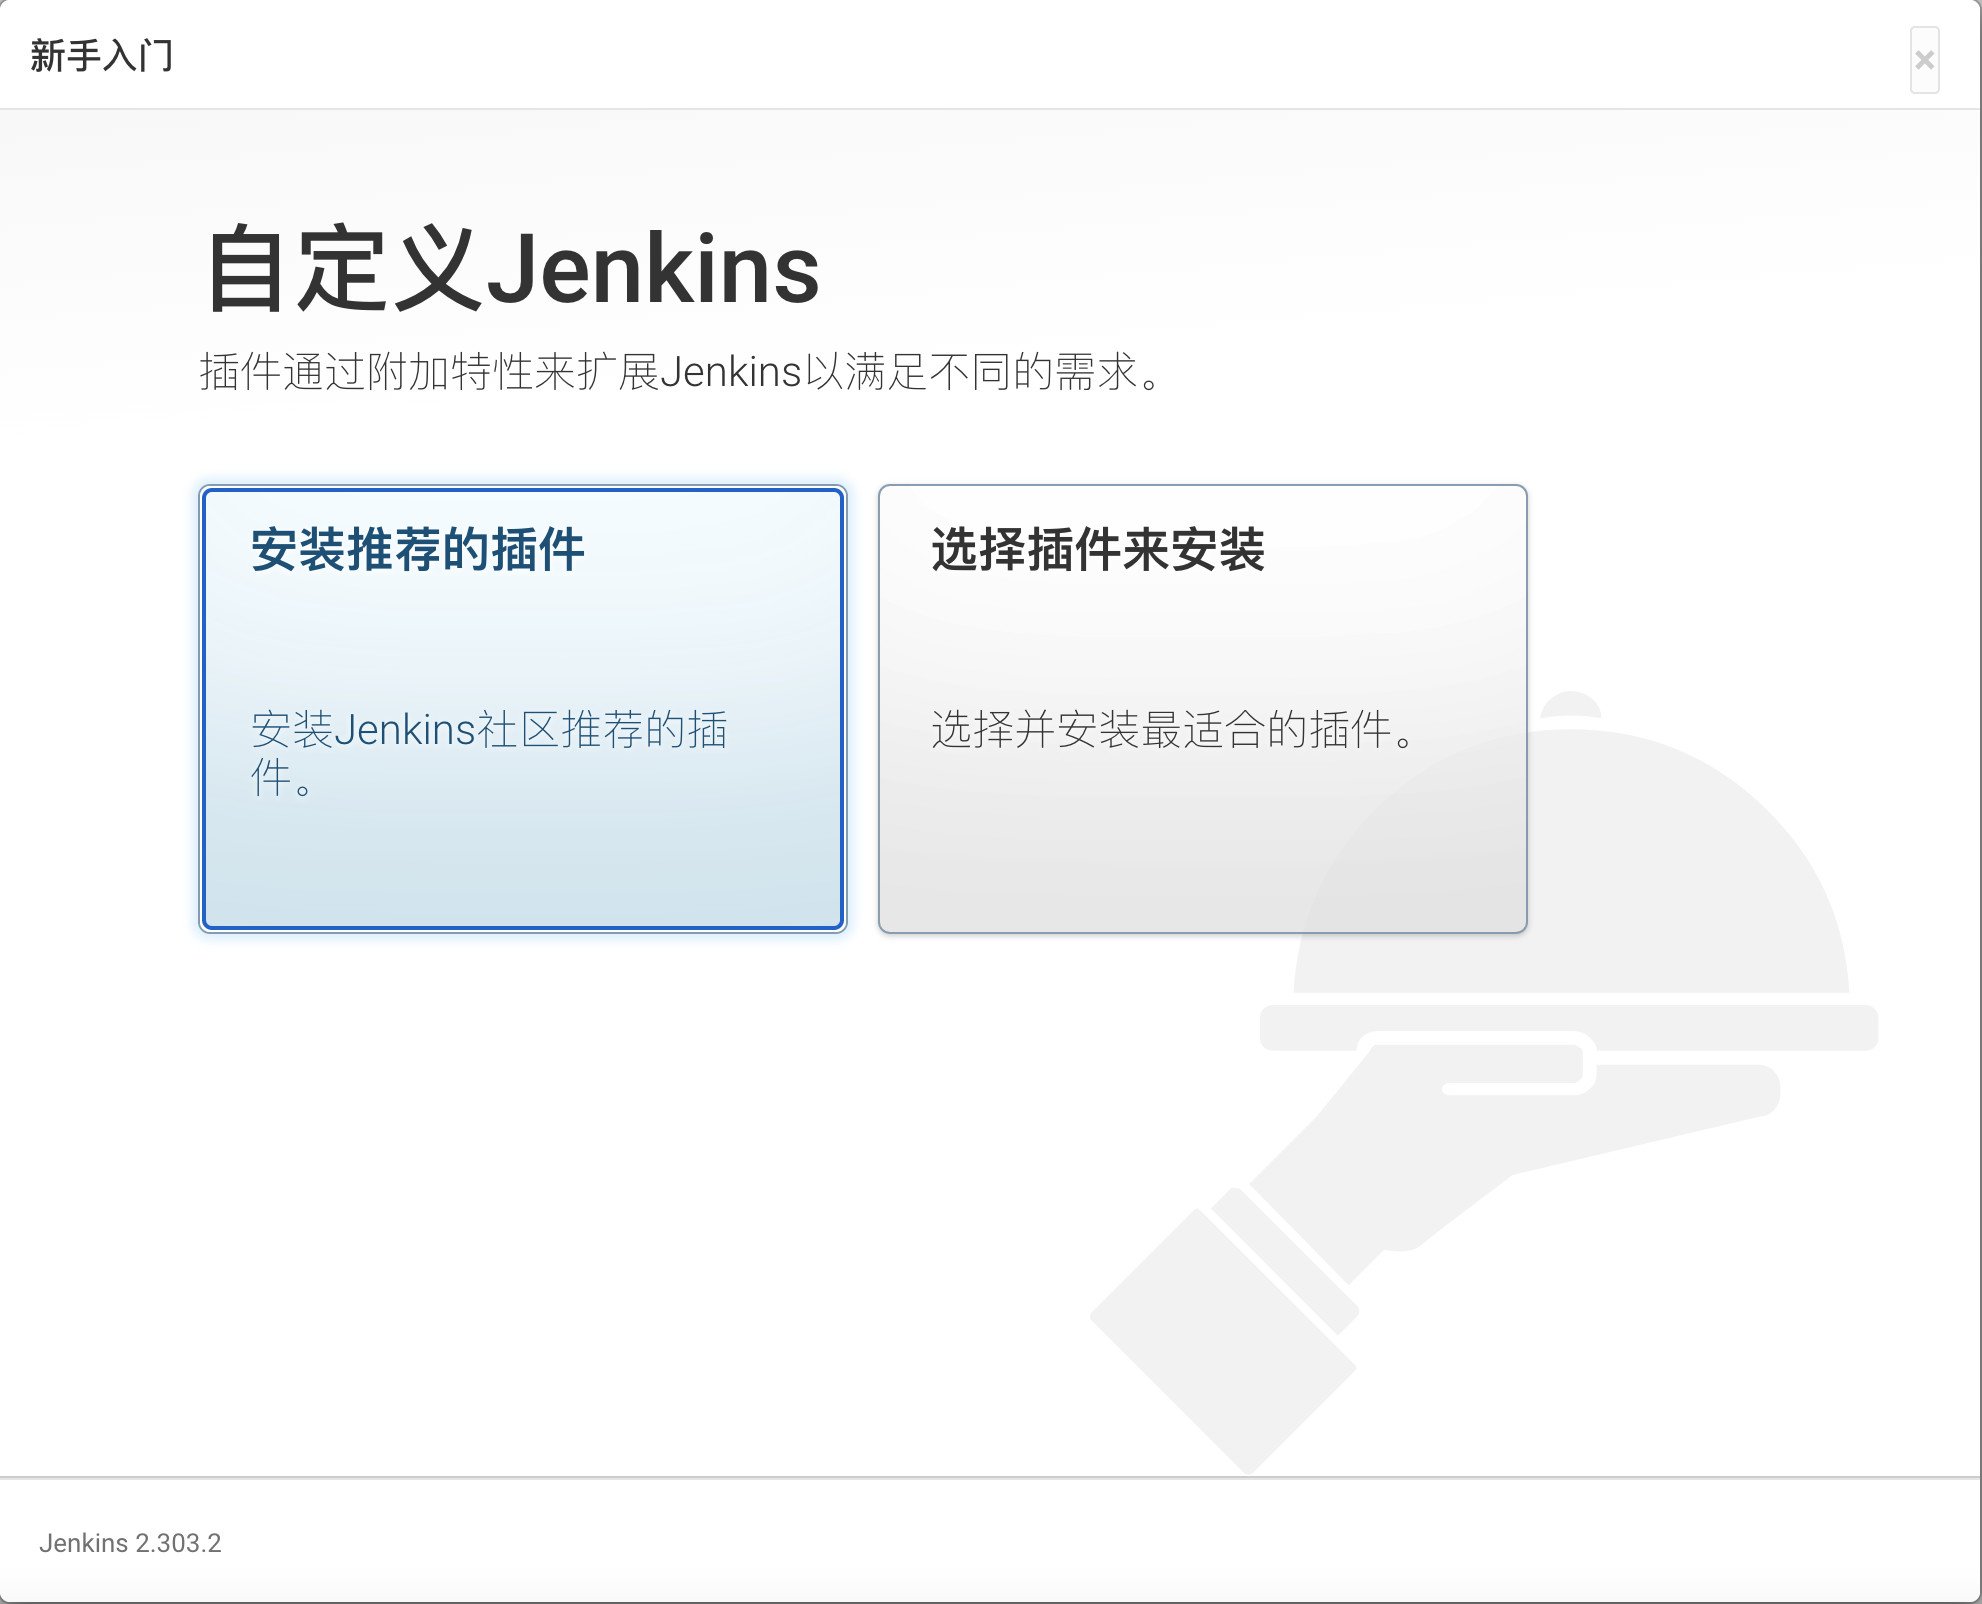 新手入门
自定义Jenkins
插件通过附加特性来扩展Jenkins以满足不同的需求。
安装推荐的插件
安装Jenkins社区推荐的插
件。
选择插件来安装
选择并安装最适合的插件。
Jenkins 2.303.2